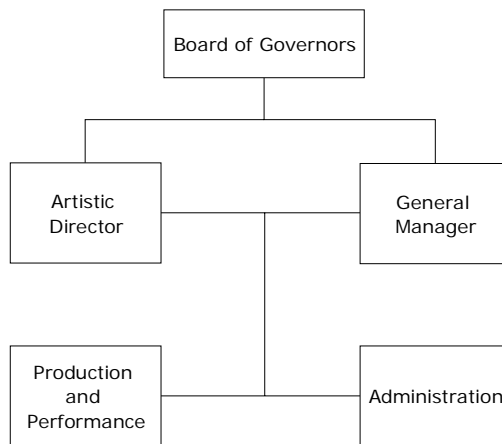 Board of Governors
Artistic
Director
General
Manager
Production
and
Performance
Administration